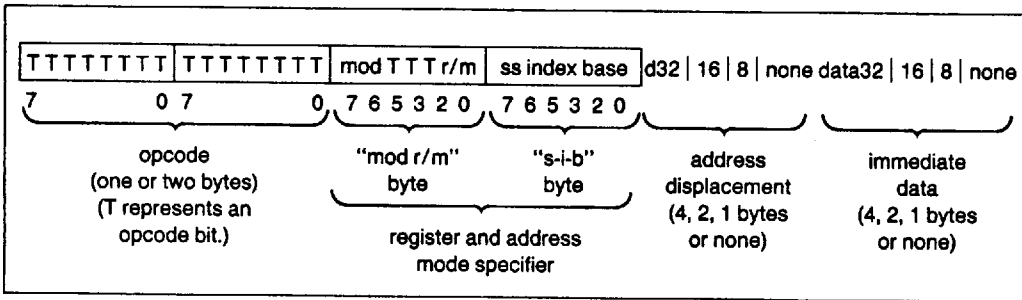 TTTTTTTT TTTTTTTT mod TTT r/m ss index base d32 | 16 | 8 | none data32 | 16 | 8 | none
7 0 7 0 7 6 5 3 2 0 7 6 5 3 2 0
opcode "mod r/m" "s-i-b" address immediate
(one or two bytes) byte byte displacement data
(T represents an (4, 2, 1 bytes (4, 2, 1 bytes
opcode bit.) register and address or none) or none)
mode specifier